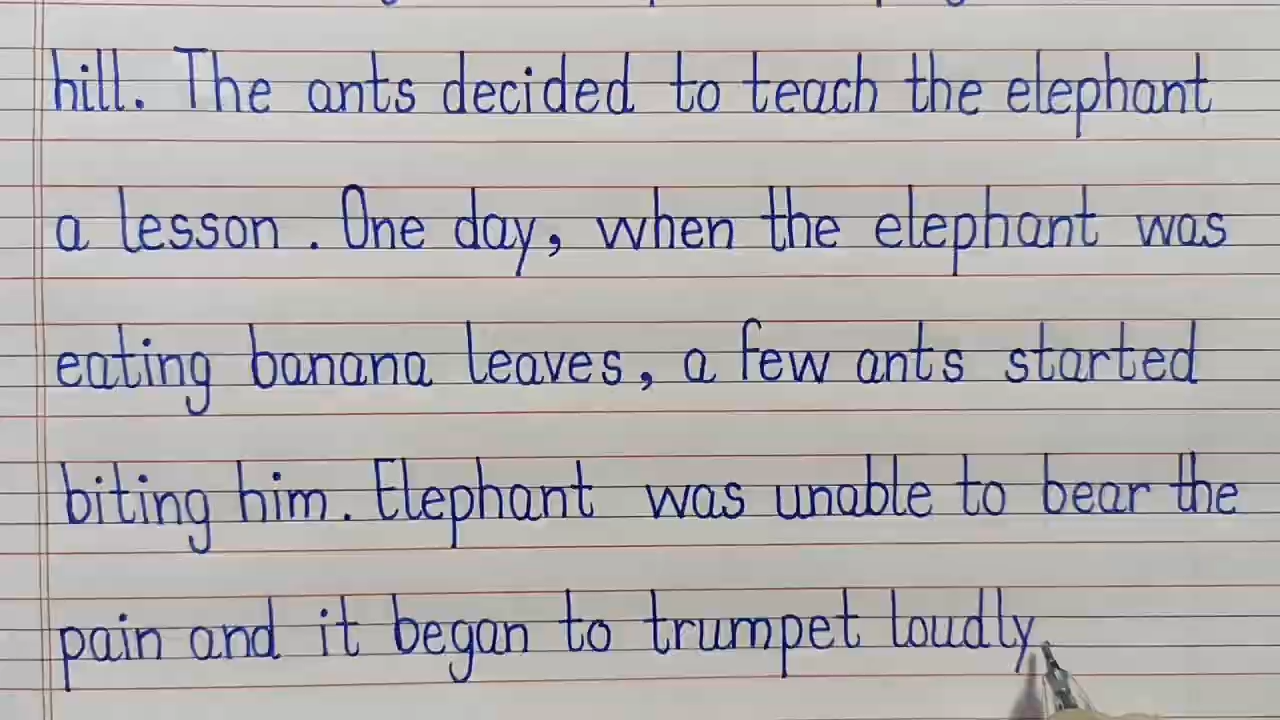 hill. The ants decided to teach the elephant
a lesson. One day, when the elephant was
eating banana leaves, a few ants started
biting him. Elephant was unable to bear the
pain and it began to trumpet loudly.